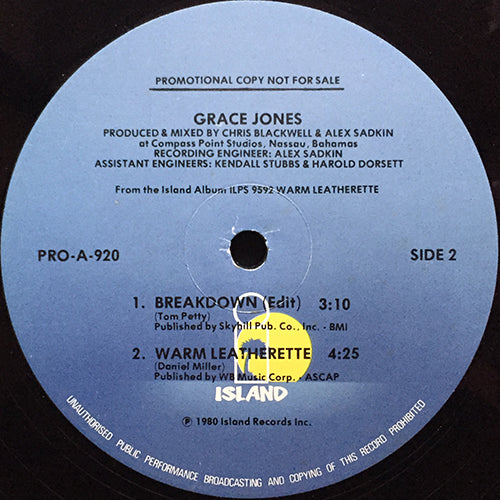 PROMOTIONAL COPY NOT FOR SALE
GRACE JONES
PRODUCED & MIXED BY CHRIS BLACKWELL & ALEX SADKIN
at COMPASS POINT STUDIOS, NASSAU, BAHAMAS
RECORDING ENGINEER: ALEX SADKIN
ASSISTANT ENGINEERS: KENDALL STUBBS & HAROLD DORSETT
From the Island Album ILPS 9592 WARM LEATHERETTE
PRO-A-920
SIDE 2
1. BREAKDOWN (Edit) 3:10
(Tom Petty)
Published by Skyhill Pub. Co., Inc. - BMI
2. WARM LEATHERETTE 4:25
(Daniel Miller)
Published by WB Music Corp. - ASCAP
ISLAND
℗ 1980 Island Records Inc.
UNAUTHORISED PUBLIC PERFORMANCE BROADCASTING AND COPYING OF THIS RECORD PROHIBITED